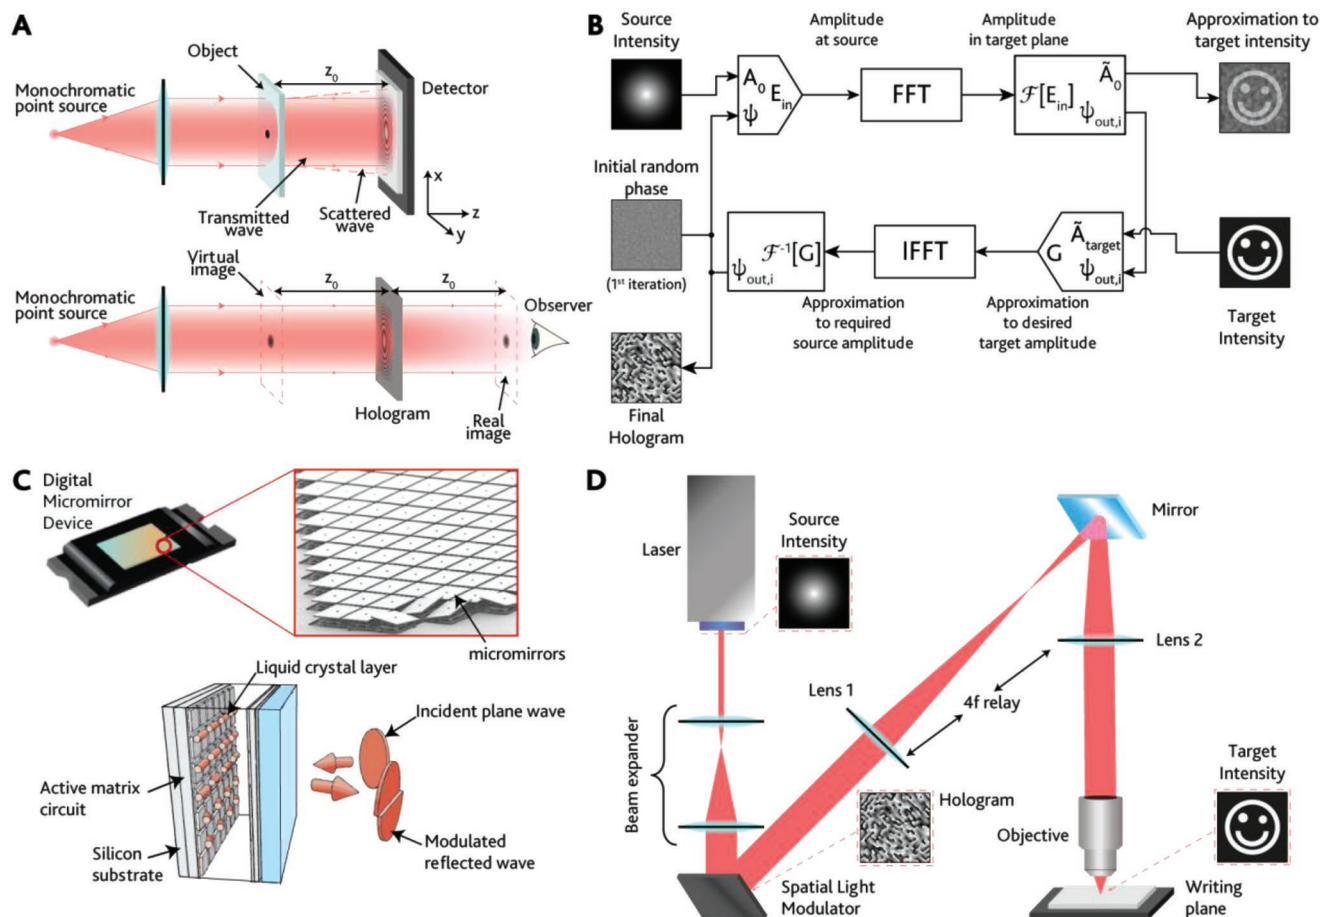 A
Object
z0
Monochromatic
point source
Detector
x
z
y
Transmitted
wave
Scattered
wave
Virtual
image
z0
z0
Monochromatic
point source
Observer
Hologram
Real
image
B
Source
Intensity
Amplitude
at source
Amplitude
in target plane
Approximation to
target intensity
A0
Ein
ψ
FFT
ℱ[Ein]
Ã0
ψout,i
Initial random
phase
(1st iteration)
ℱ-1[G]
ψout,i
IFFT
G
Ãtarget
ψout,i
Approximation
to required
source amplitude
Approximation
to desired
target amplitude
Target
Intensity
Final
Hologram
C
Digital
Micromirror
Device
micromirrors
Liquid crystal layer
Incident plane wave
Active matrix
circuit
Silicon
substrate
Modulated
reflected wave
D
Laser
Source
Intensity
Mirror
Lens 1
Lens 2
4f relay
Beam expander
Hologram
Target
Intensity
Objective
Spatial Light
Modulator
Writing
plane